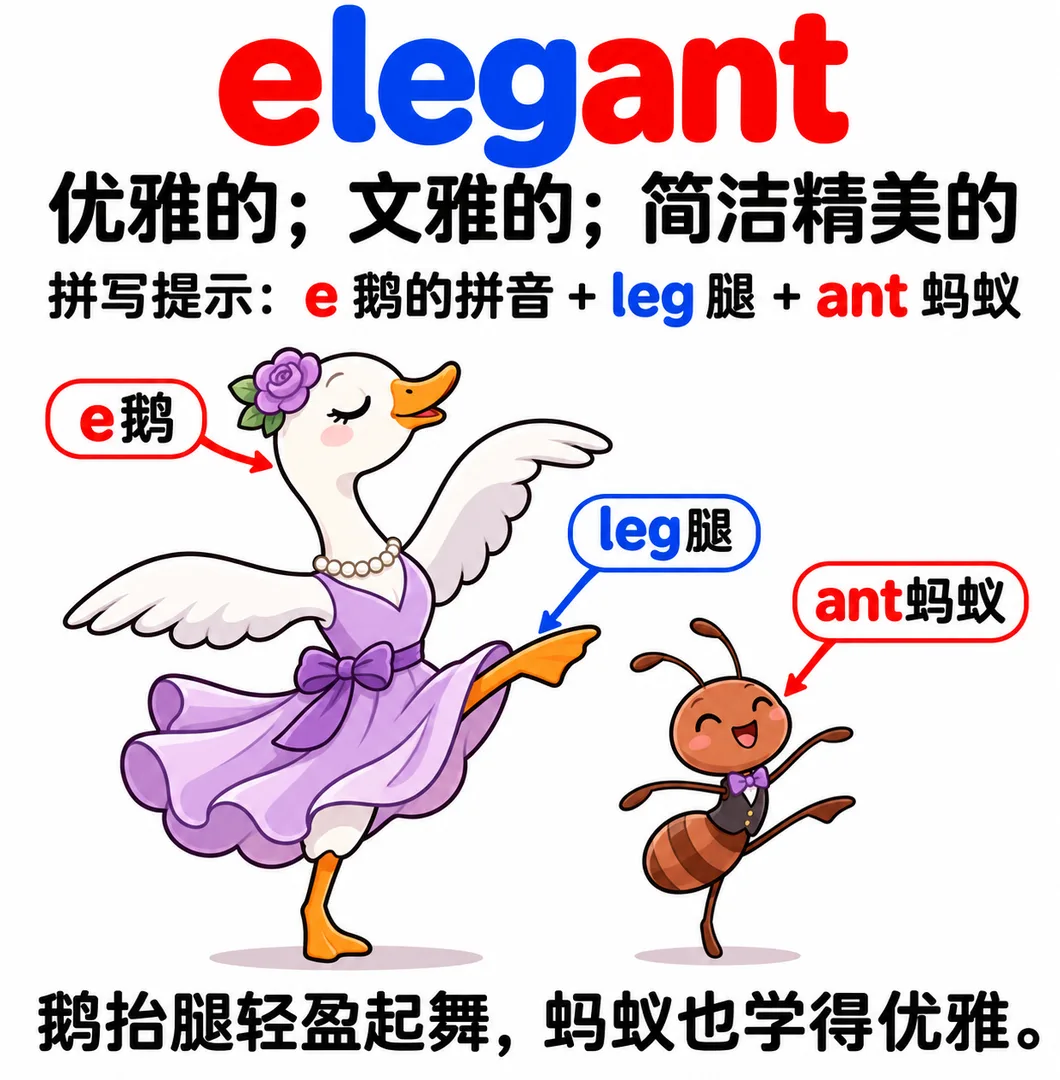 elegant
优雅的；文雅的；简洁精美的
拼写提示：e 鹅的拼音 + leg 腿 + ant 蚂蚁
e鹅
leg腿
ant蚂蚁
鹅抬腿轻盈起舞，蚂蚁也学得优雅。